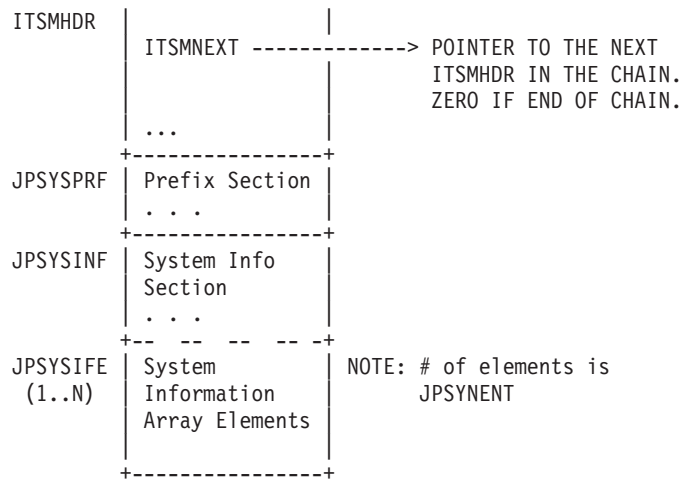 ITSMHDR | |
| ITSMNEXT -------------> POINTER TO THE NEXT
| | ITSMHDR IN THE CHAIN.
| | ZERO IF END OF CHAIN.
| ... |
+----------------+
JPSYSPRF | Prefix Section |
| . . . |
+----------------+
JPSYSINF | System Info |
| Section |
| . . . |
+-- -- -- -- -+
JPSYSIFE | System | NOTE: # of elements is
(1..N) | Information | JPSYNENT
| Array Elements |
| |
+----------------+